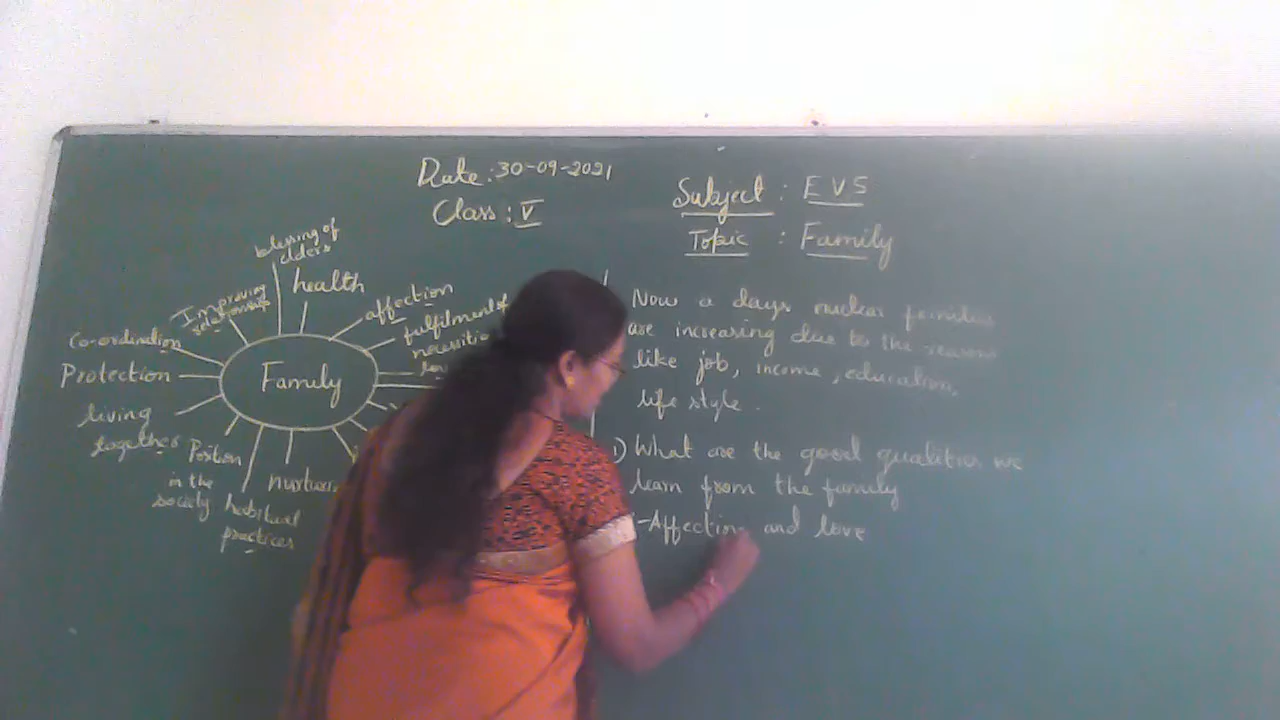 Date: 30-09-2021
Class: V
Subject : E V S
Topic : Family
blessing of
elders
health
Improving
relationship
affection
fulfilment of
necessities
Co-ordination
Protection
living
together
Family
Position
in the
society
habitual
practices
Now a days nuclear families
are increasing due to the reasons
like job, income, education,
life style.
1) What are the good qualities we
learn from the family
-Affection and love